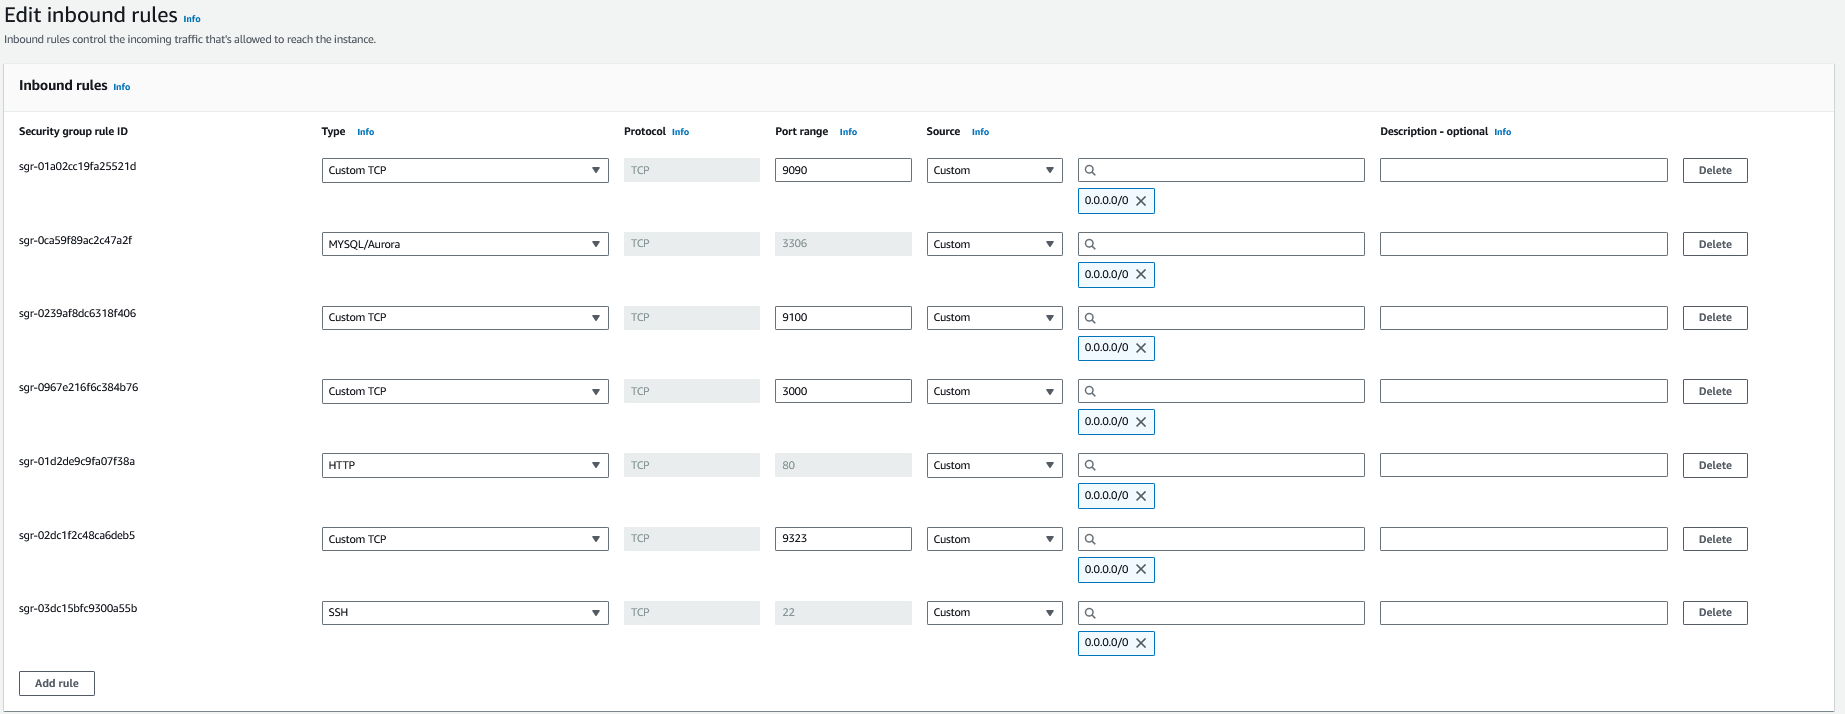 Edit inbound rules Info
Inbound rules control the incoming traffic that's allowed to reach the instance.
Inbound rules Info
Security group rule ID Type Info Protocol Info Port range Info Source Info Description - optional Info
sgr-01a02cc19fa25521d Custom TCP TCP 9090 Custom Delete
0.0.0.0/0
sgr-0ca59f89ac2c47a2f MYSQL/Aurora TCP 3306 Custom Delete
0.0.0.0/0
sgr-0239af8dc6318f406 Custom TCP TCP 9100 Custom Delete
0.0.0.0/0
sgr-0967e216f6c384b76 Custom TCP TCP 3000 Custom Delete
0.0.0.0/0
sgr-01d2de9c9fa07f38a HTTP TCP 80 Custom Delete
0.0.0.0/0
sgr-02dc1f2c48ca6deb5 Custom TCP TCP 9323 Custom Delete
0.0.0.0/0
sgr-03dc15bfc9300a55b SSH TCP 22 Custom Delete
0.0.0.0/0
Add rule